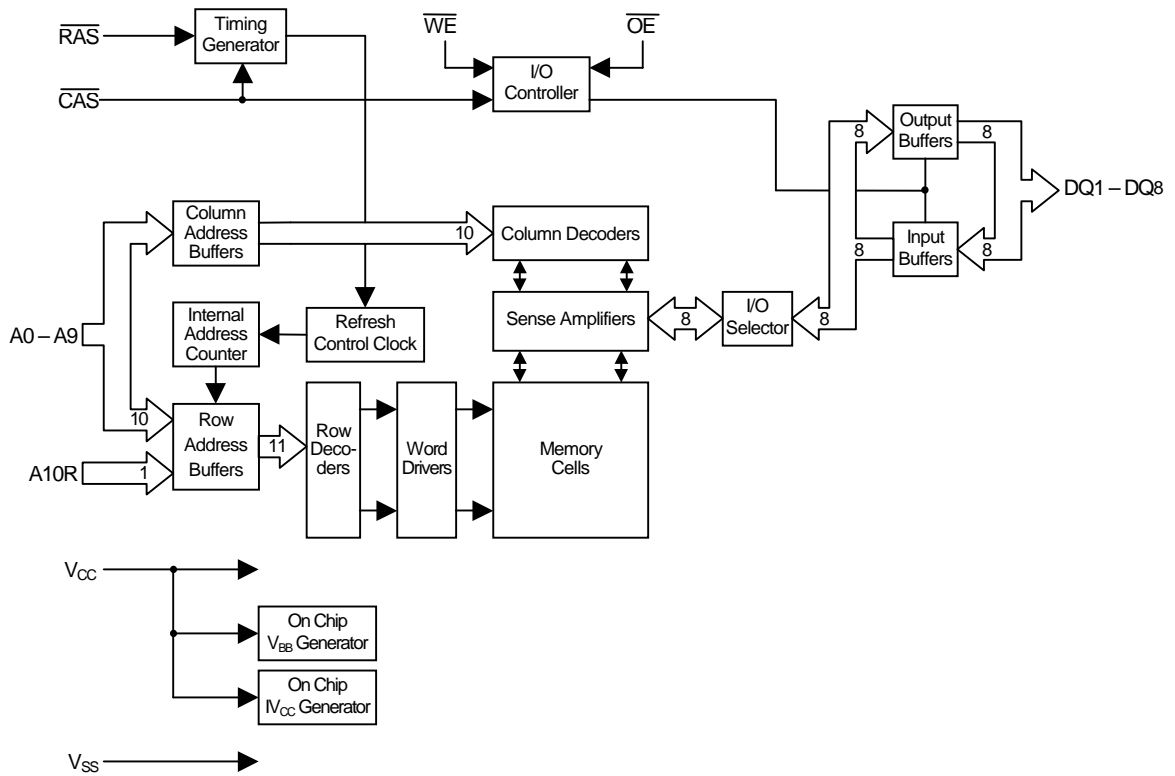 RAS
Timing
Generator
WE
OE
CAS
I/O
Controller
Output
Buffers
8
8
DQ1 – DQ8
Column
Address
Buffers
10
Column Decoders
Input
Buffers
8
8
Internal
Address
Counter
Refresh
Control Clock
Sense Amplifiers
8
I/O
Selector
8
A0 – A9
10
Row
Address
Buffers
11
Row
Deco-
ders
Word
Drivers
Memory
Cells
A10R
1
VCC
On Chip
VBB Generator
On Chip
IVCC Generator
VSS